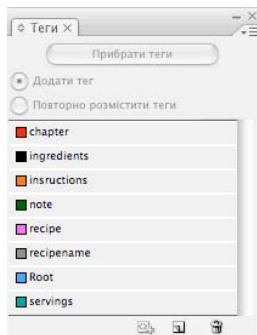 Теги
Прибрати теги
Додати тег
Повторно розмістити теги
chapter
ingredients
insructions
note
recipe
recipename
Root
servings